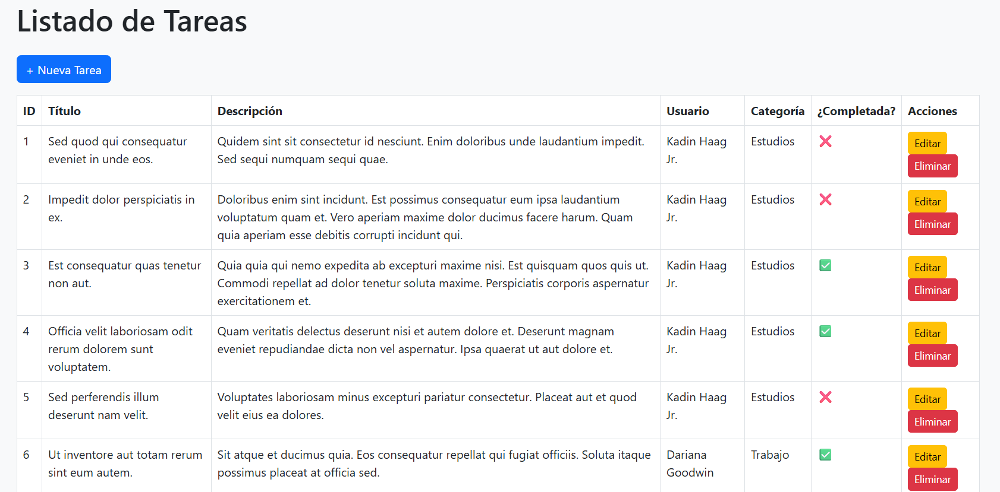 Listado de Tareas
+ Nueva Tarea
ID Título Descripción Usuario Categoría ¿Completada? Acciones
1 Sed quod qui consequatur Quidem sint sit consectetur id nesciunt. Enim doloribus unde laudantium impedit. Kadin Haag Estudios ❌ Editar
eveniet in unde eos. Sed sequi numquam sequi quae. Jr. Eliminar
2 Impedit dolor perspiciatis in Doloribus enim sint incidunt. Est possimus consequatur eum ipsa laudantium Kadin Haag Estudios ❌ Editar
ex. voluptatum quam et. Vero aperiam maxime dolor ducimus facere harum. Quam Jr. Eliminar
quia aperiam esse debitis corrupti incidunt qui.
3 Est consequatur quas tenetur Quia quia qui nemo expedita ab excepturi maxime nisi. Est quisquam quos quis ut. Kadin Haag Estudios ✅ Editar
non aut. Commodi repellat ad dolor tenetur soluta maxime. Perspiciatis corporis aspernatur Jr. Eliminar
exercitationem et.
4 Officia velit laboriosam odit Quam veritatis delectus deserunt nisi et autem dolore et. Deserunt magnam Kadin Haag Estudios ✅ Editar
rerum dolorem sunt eveniet repudiandae dicta non vel aspernatur. Ipsa quaerat ut aut dolore et. Jr. Eliminar
voluptatem.
5 Sed perferendis illum Voluptates laboriosam minus excepturi pariatur consectetur. Placeat aut et quod Kadin Haag Estudios ❌ Editar
deserunt nam velit. velit eius ea dolores. Jr. Eliminar
6 Ut inventore aut totam rerum Sit atque et ducimus quia. Eos consequatur repellat qui fugiat officiis. Soluta itaque Dariana Trabajo ✅ Editar
sint eum autem. possimus placeat at officia sed. Goodwin Eliminar